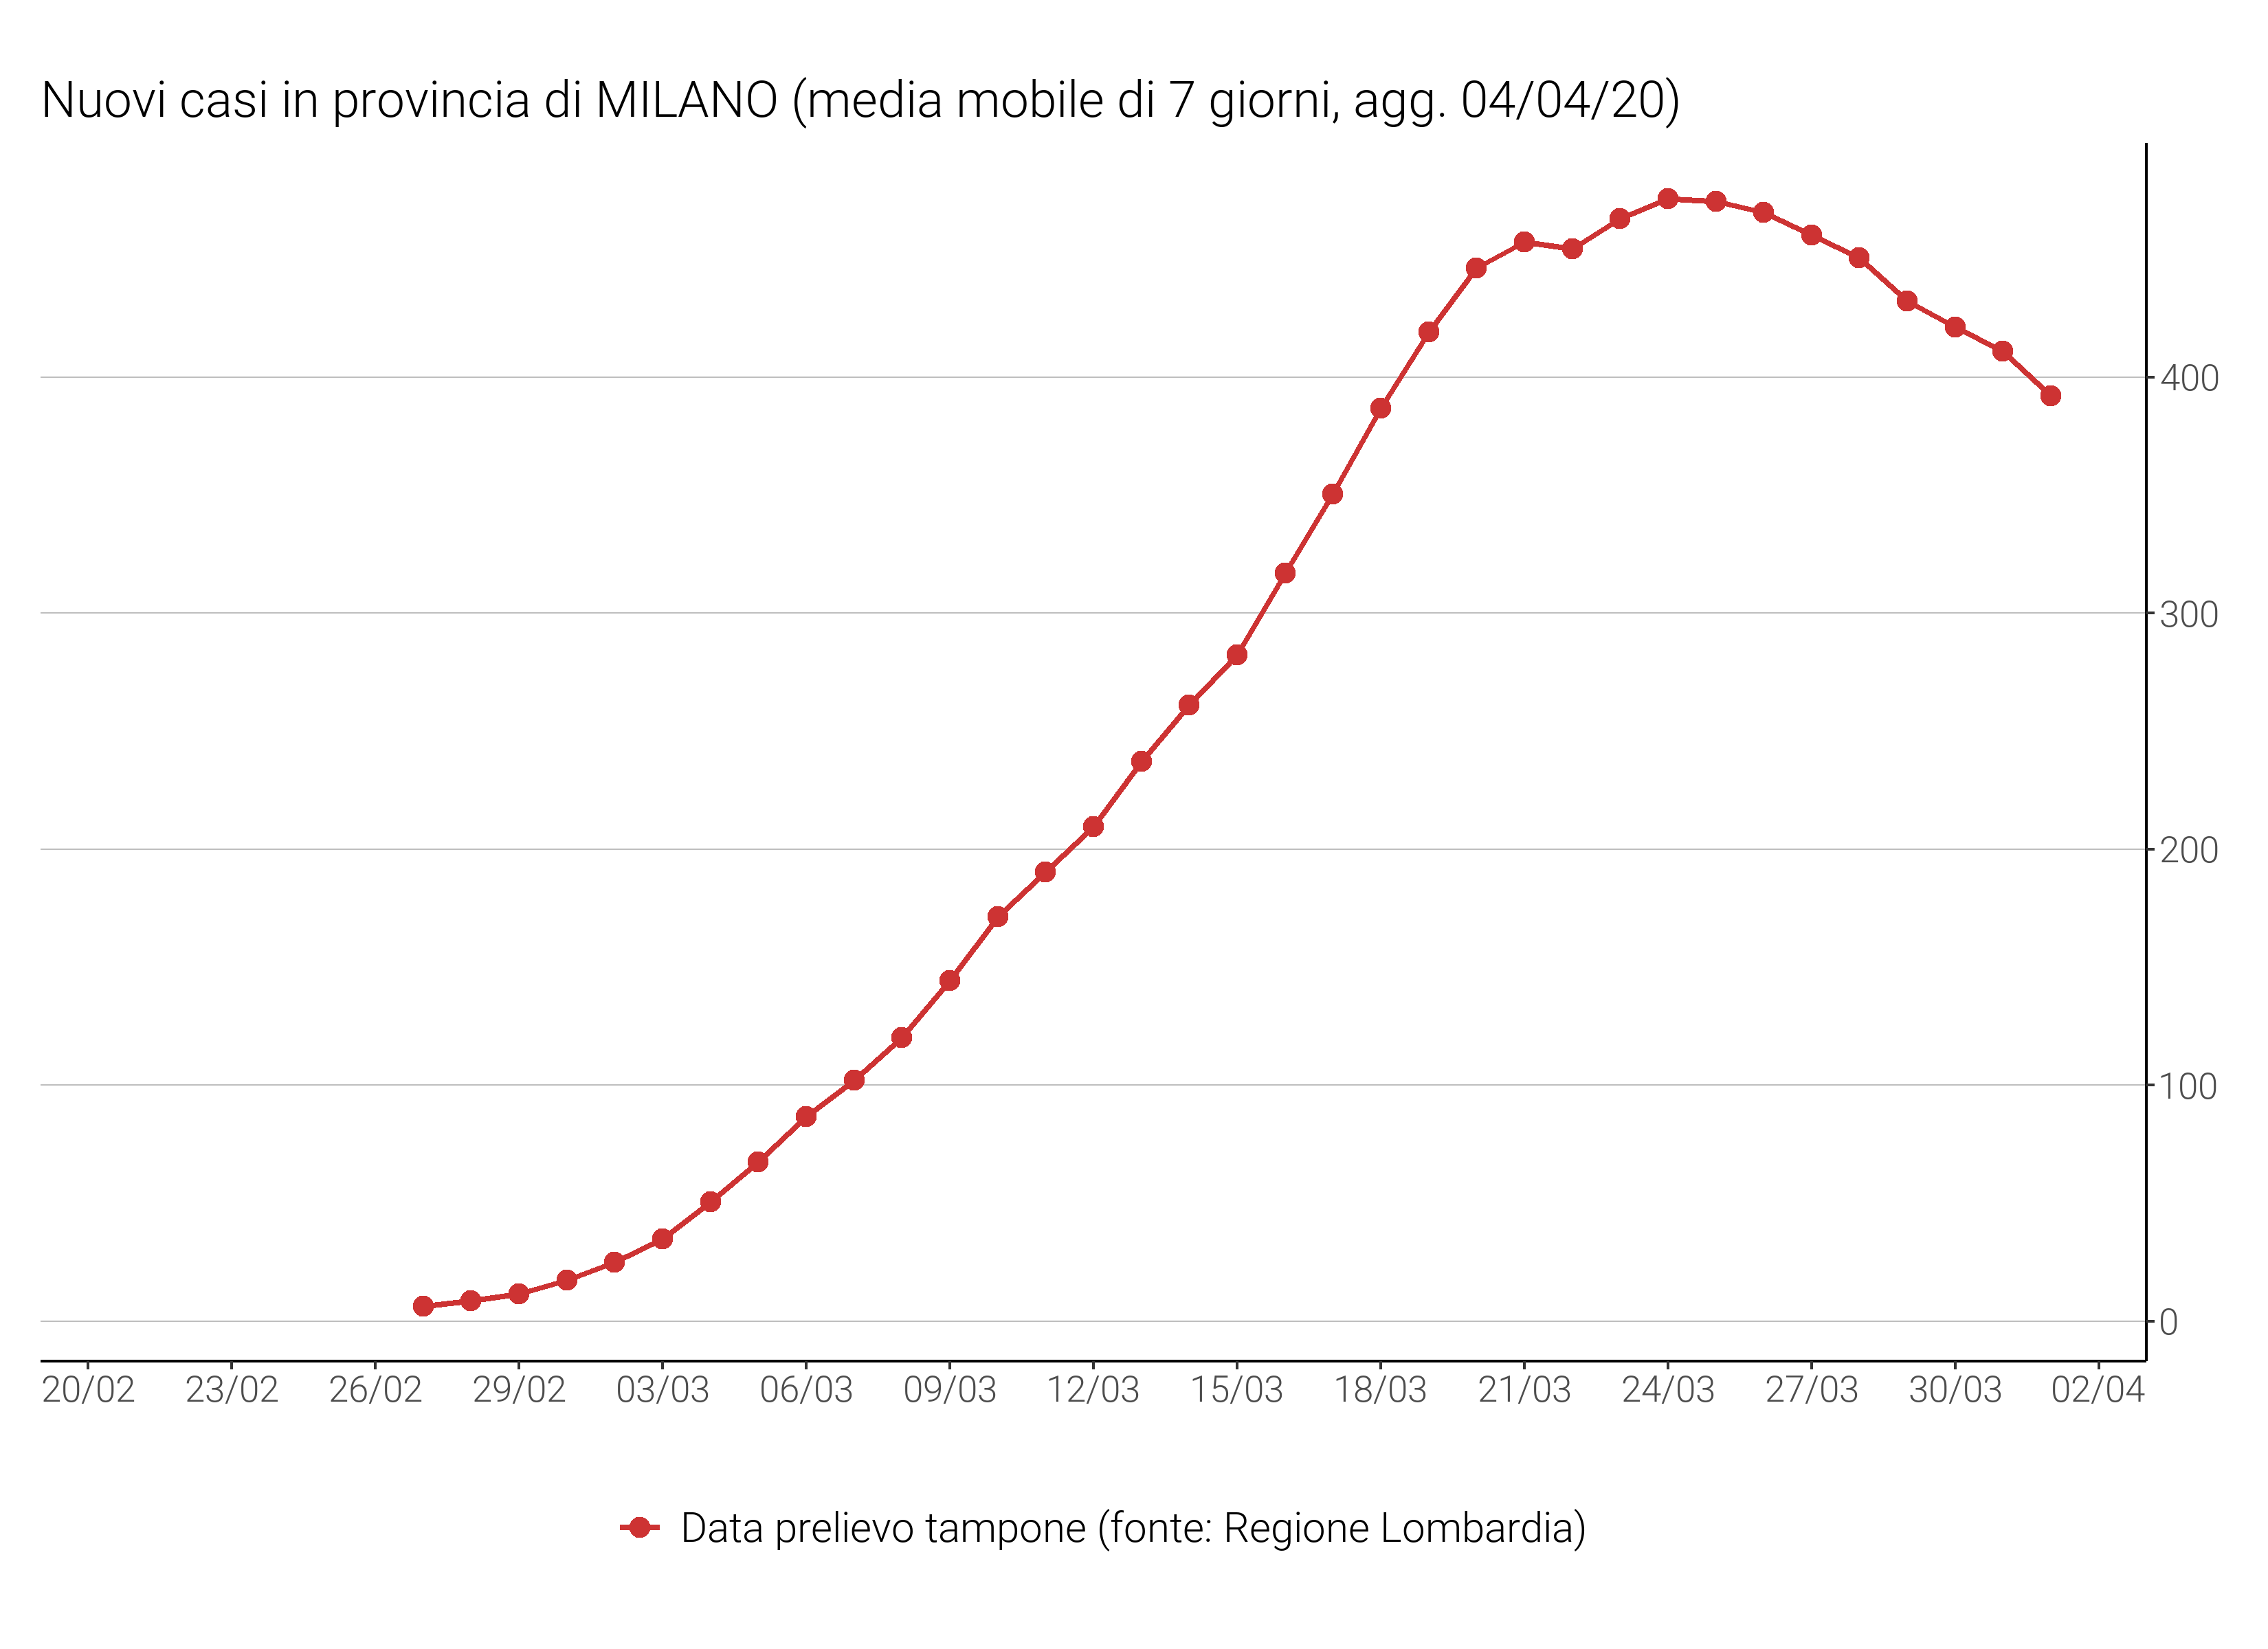 Nuovi casi in provincia di MILANO (media mobile di 7 giorni, agg. 04/04/20)
400
300
200
100
0
20/02 23/02 26/02 29/02 03/03 06/03 09/03 12/03 15/03 18/03 21/03 24/03 27/03 30/03 02/04
Data prelievo tampone (fonte: Regione Lombardia)